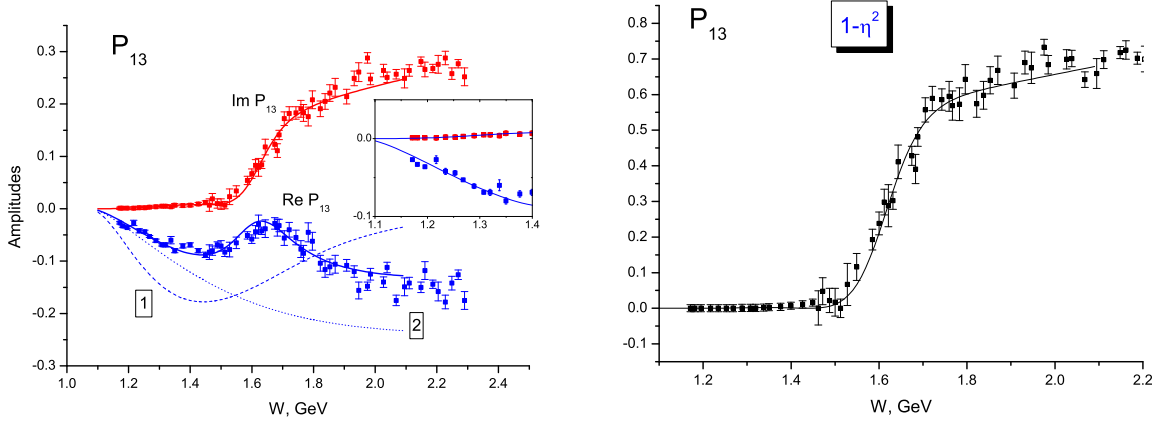 P₁₃
0.3
0.2
0.1
0.0
-0.1
-0.2
-0.3
Amplitudes
Im P₁₃
Re P₁₃
1
2
0.0
-0.1
1.1 1.2 1.3 1.4
1.0 1.2 1.4 1.6 1.8 2.0 2.2 2.4
W, GeV
P₁₃
1-η²
0.8
0.7
0.6
0.5
0.4
0.3
0.2
0.1
0.0
-0.1
1.2 1.4 1.6 1.8 2.0 2.2
W, GeV